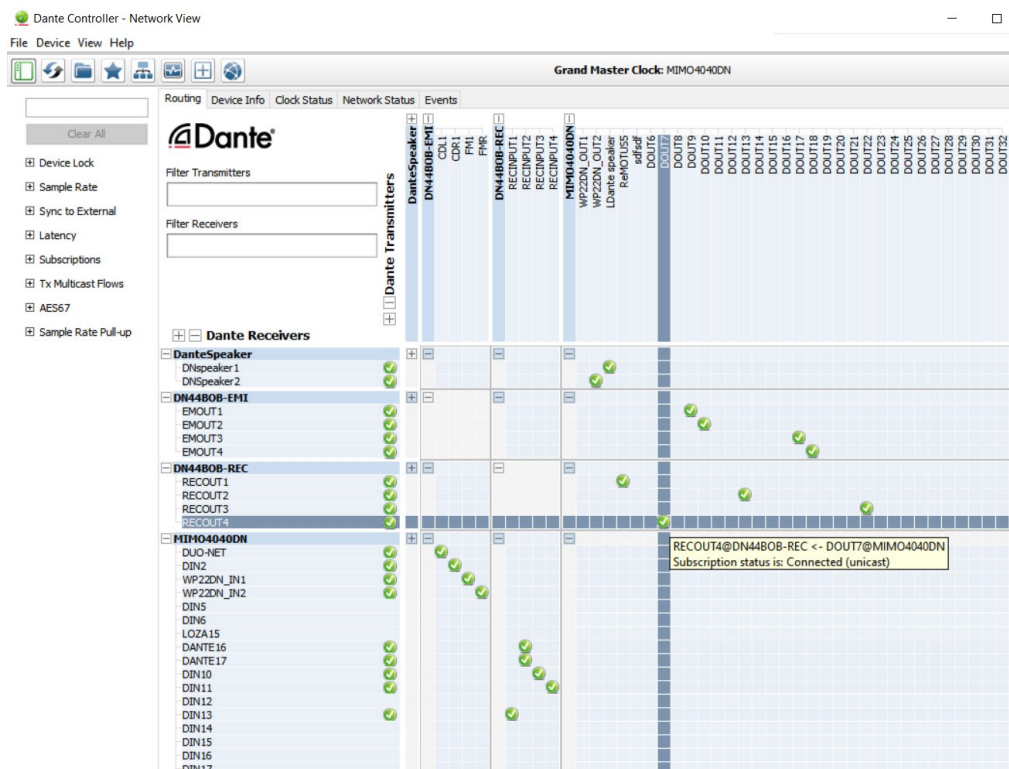 Dante Controller - Network View
File Device View Help
Grand Master Clock: MIMO4040DN
Clear All
Device Lock
Sample Rate
Sync to External
Latency
Subscriptions
Tx Multicast Flows
AES67
Sample Rate Pull-up
Routing Device Info Clock Status Network Status Events
Dante
Filter Transmitters
Filter Receivers
Dante Receivers
Dante Transmitters
DanteSpeaker
DN44BOB-EMI
CDL1
CDR1
FM1
FMR
DN44BOB-REC
RECINPUT1
RECINPUT2
RECINPUT3
RECINPUT4
MIMO4040DN
WP22DN_OUT1
WP22DN_OUT2
LDante speaker
ReMOTUSS
sdfsdf
DOUT6
DOUT7
DOUT8
DOUT9
DOUT10
DOUT11
DOUT12
DOUT13
DOUT14
DOUT15
DOUT16
DOUT17
DOUT18
DOUT19
DOUT20
DOUT21
DOUT22
DOUT23
DOUT24
DOUT25
DOUT26
DOUT27
DOUT28
DOUT29
DOUT30
DOUT31
DOUT32
DanteSpeaker
DNspeaker1
DNSpeaker2
DN44BOB-EMI
EMOUT1
EMOUT2
EMOUT3
EMOUT4
DN44BOB-REC
RECOUT1
RECOUT2
RECOUT3
RECOUT4
MIMO4040DN
RECOUT4@DN44BOB-REC <- DOUT7@MIMO4040DN
Subscription status is: Connected (unicast)
DUO-NET
DIN2
WP22DN_IN1
WP22DN_IN2
DIN5
DIN6
LOZA15
DANTE16
DANTE17
DIN10
DIN11
DIN12
DIN13
DIN14
DIN15
DIN16
DIN17